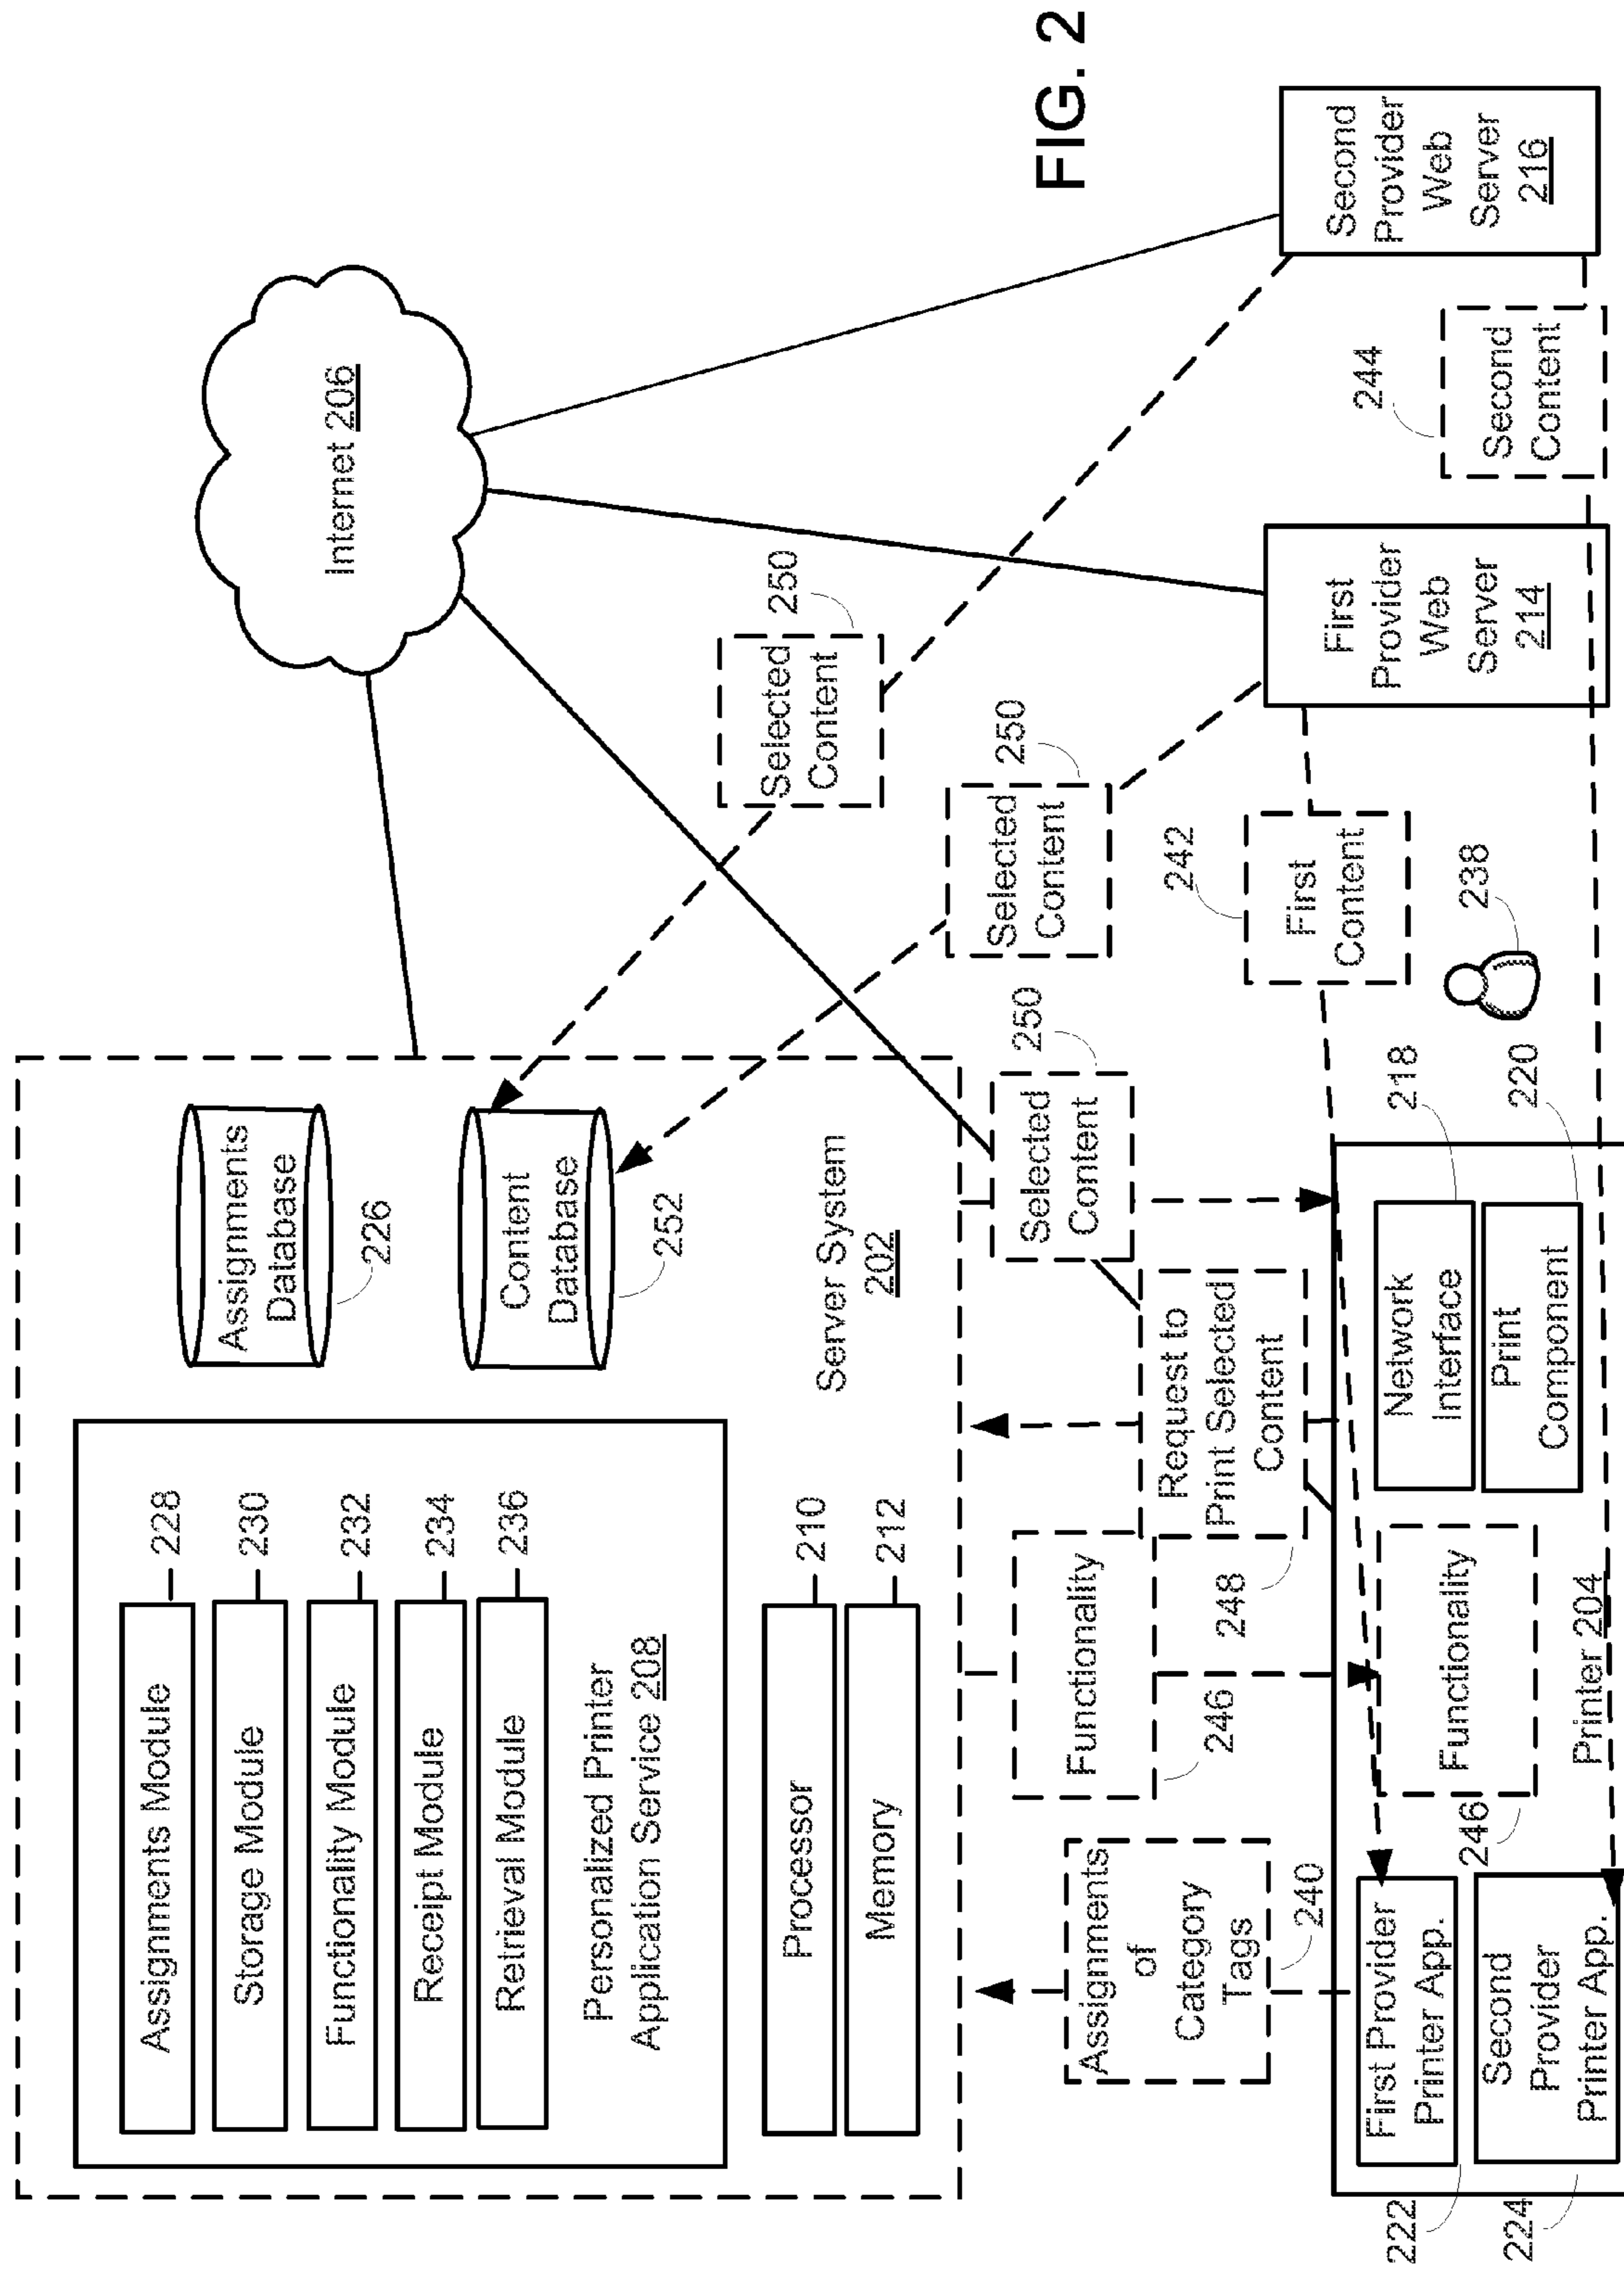 Assignments Module
228
Storage Module
230
Functionality Module
232
Receipt Module
234
Retrieval Module
236
Personalized Printer
Application Service 208
Processor
210
Memory
212
Assignments
Database
226
Content
Database
252
Server System
202
Internet 206
Assignments
of
Category
Tags
240
Functionality
246
Request to
Print Selected
Content
248
Selected
Content
250
Selected
Content
250
Selected
Content
250
First
Content
242
238
First Provider
Printer App.
222
Second
Provider
Printer App.
224
Functionality
246
Printer 204
Network
Interface
218
Print
Component
220
First
Provider
Web
Server
214
Second
Content
244
Second
Provider
Web
Server
216
FIG. 2